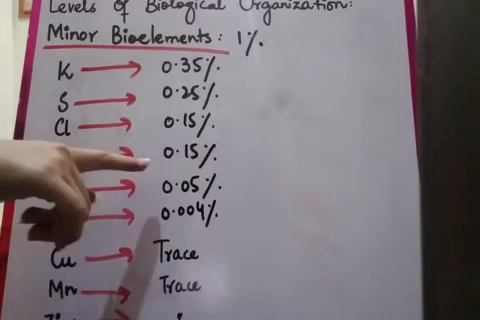 Levels of Biological Organization:
Minor Bioelements: 1%.
K → 0.35%.
S → 0.25%.
Cl → 0.15%.
→ 0.15%.
→ 0.05%.
→ 0.004%
Cu → Trace
Mn → Trace